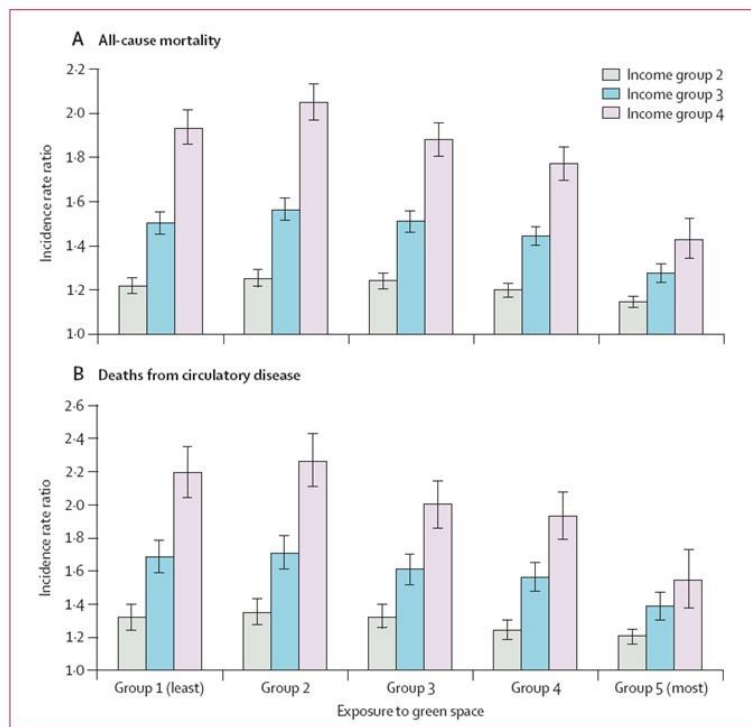 A All-cause mortality
2·2
2·0
1·8
1·6
1·4
1·2
1·0
Incidence rate ratio
Income group 2
Income group 3
Income group 4
B Deaths from circulatory disease
2·6
2·4
2·2
2·0
1·8
1·6
1·4
1·2
1·0
Incidence rate ratio
Group 1 (least) Group 2 Group 3 Group 4 Group 5 (most)
Exposure to green space